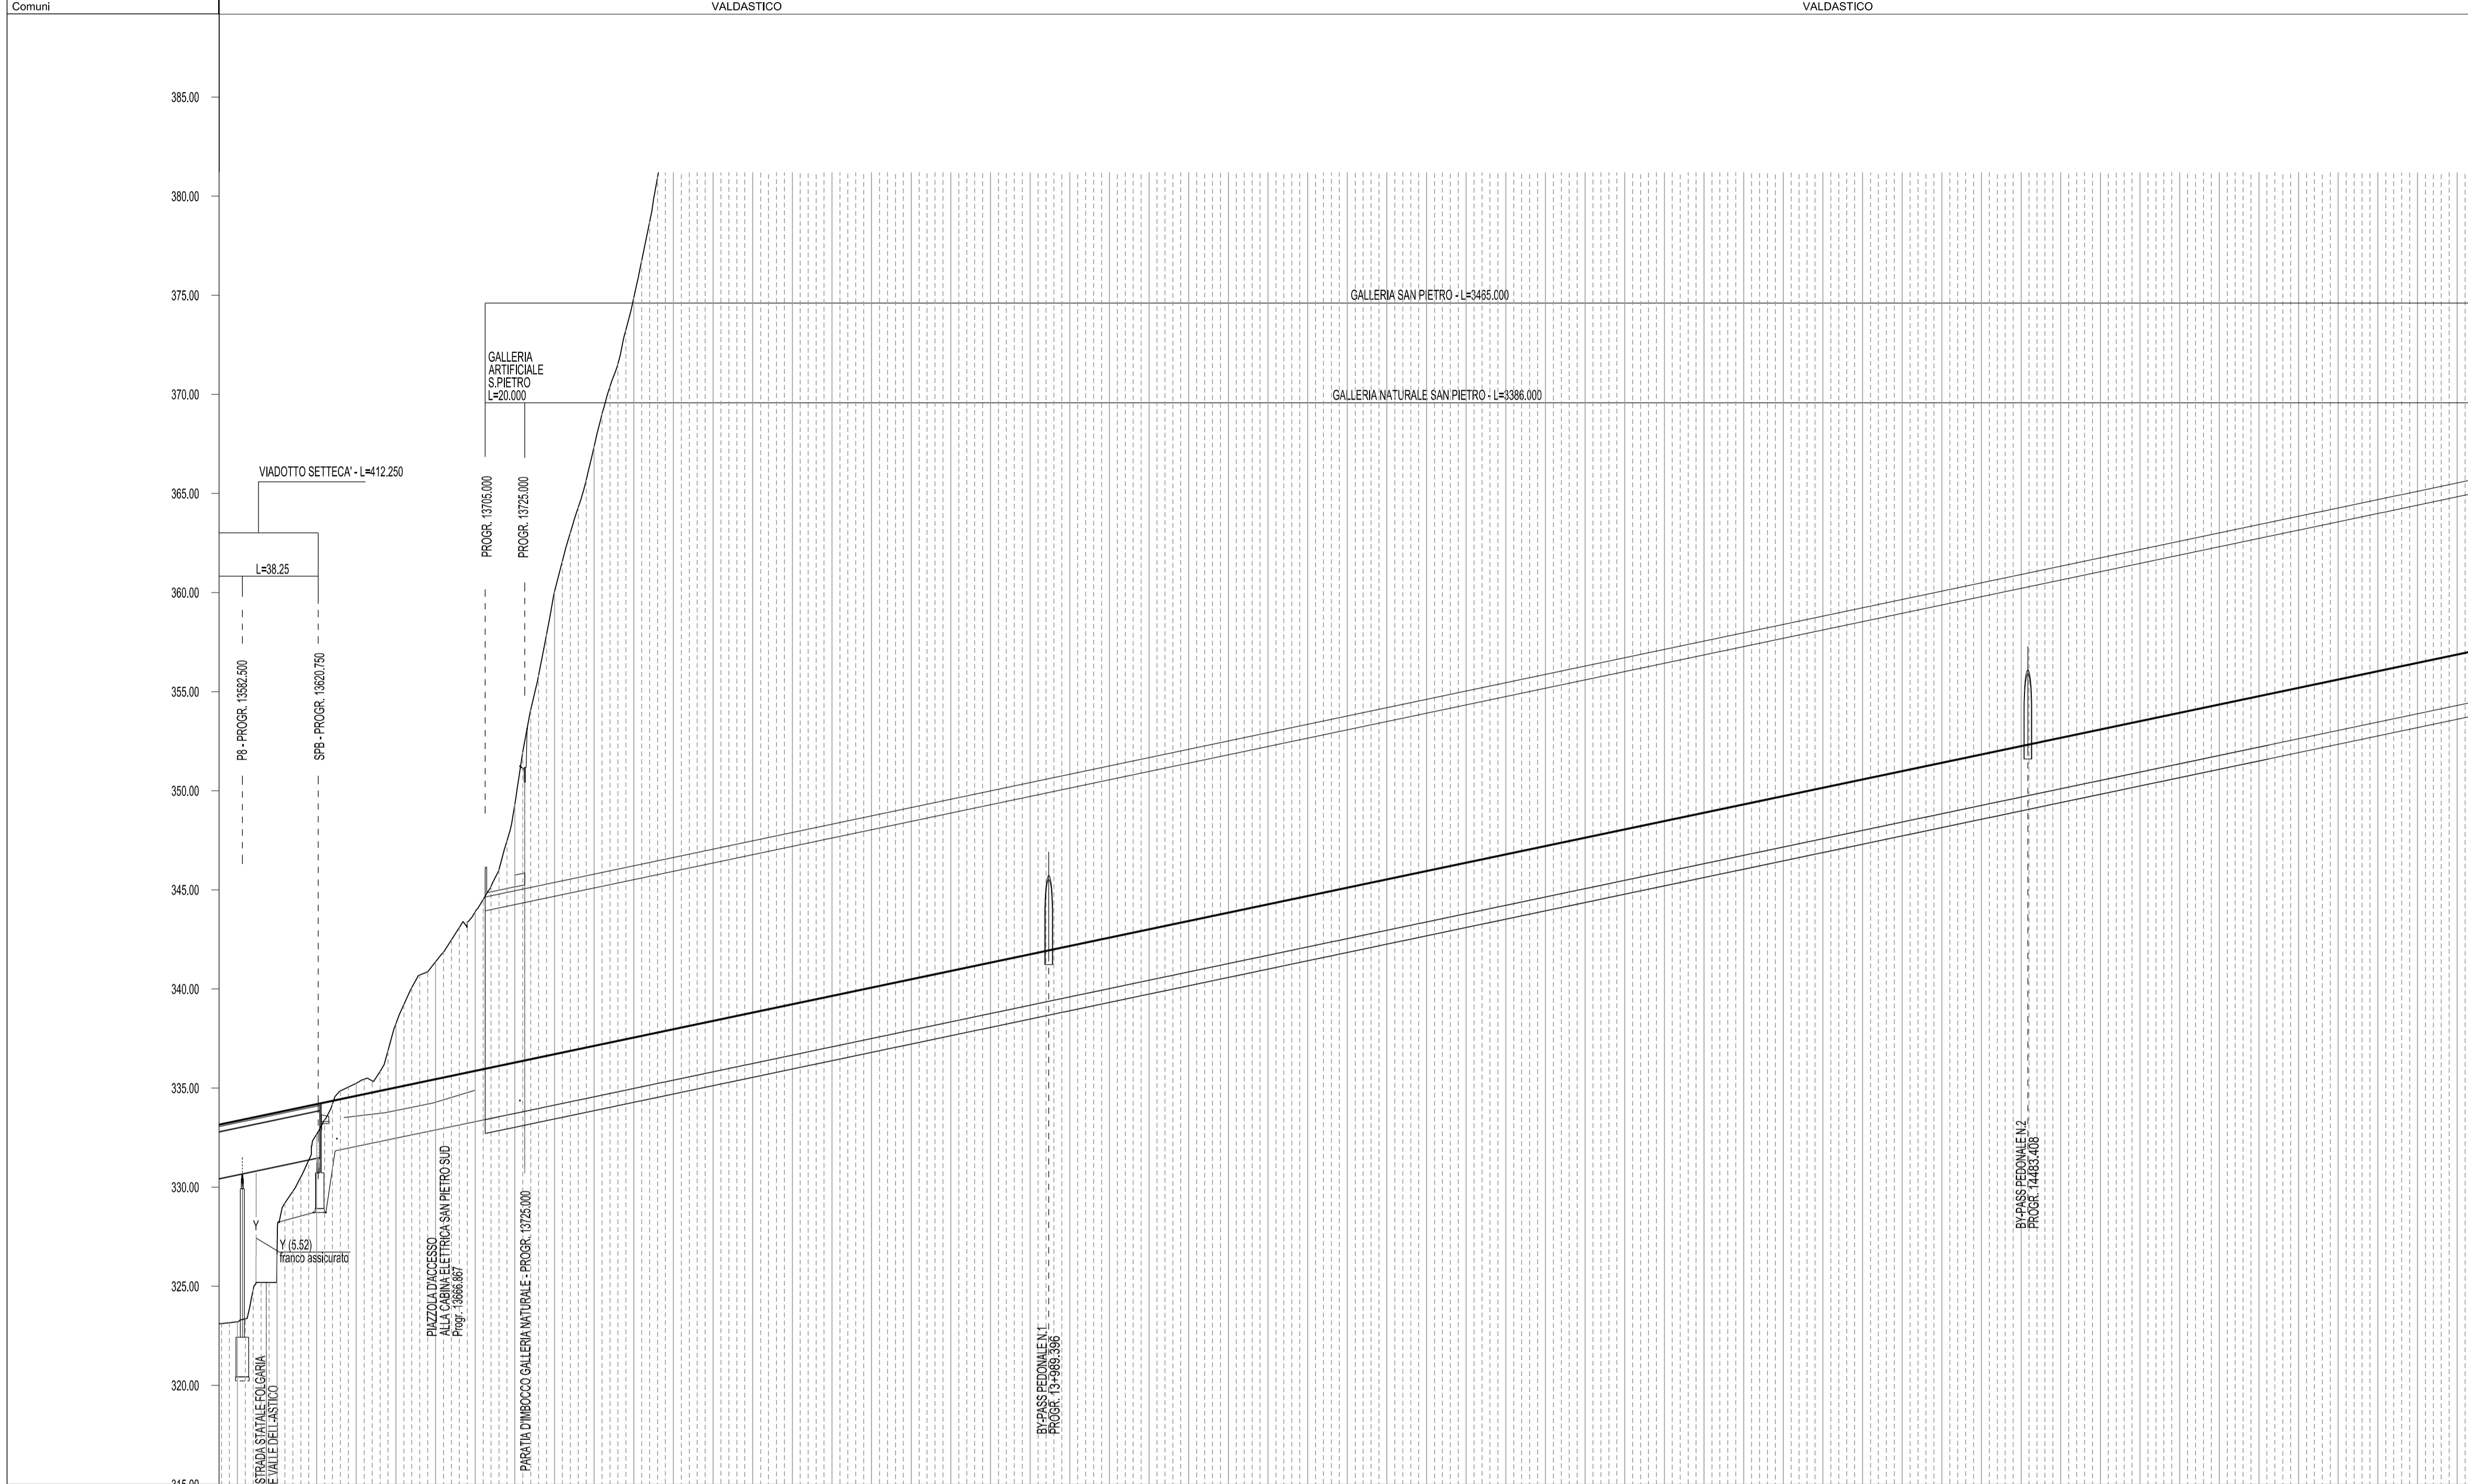 Comuni
VALDASTICO
VALDASTICO
385.00
380.00
375.00
370.00
365.00
360.00
355.00
350.00
345.00
340.00
335.00
330.00
325.00
320.00
315.00
GALLERIA SAN PIETRO - L=3465.000
GALLERIA
ARTIFICIALE
S.PIETRO
L=20.000
GALLERIA NATURALE SAN PIETRO - L=3386.000
VIADOTTO SETTECA' - L=412.250
L=38.25
PROGR. 13705.000
PROGR. 13725.000
P8 - PROGR. 13582.500
SPB - PROGR. 13620.750
Y
Y (5.52)
franco assicurato
STRADA STATALE FOLGARIA
E VALLE DELL'ASTICO
PIAZZOLA D'ACCESSO
ALLA CABINA ELETTRICA SAN PIETRO SUD
Progr. 13666.867
PARATIA D'IMBOCCO GALLERIA NATURALE - PROGR. 13725.000
BY-PASS PEDONALE N.1
PROGR. 13+989.396
BY-PASS PEDONALE N.2
PROGR. 14483.408